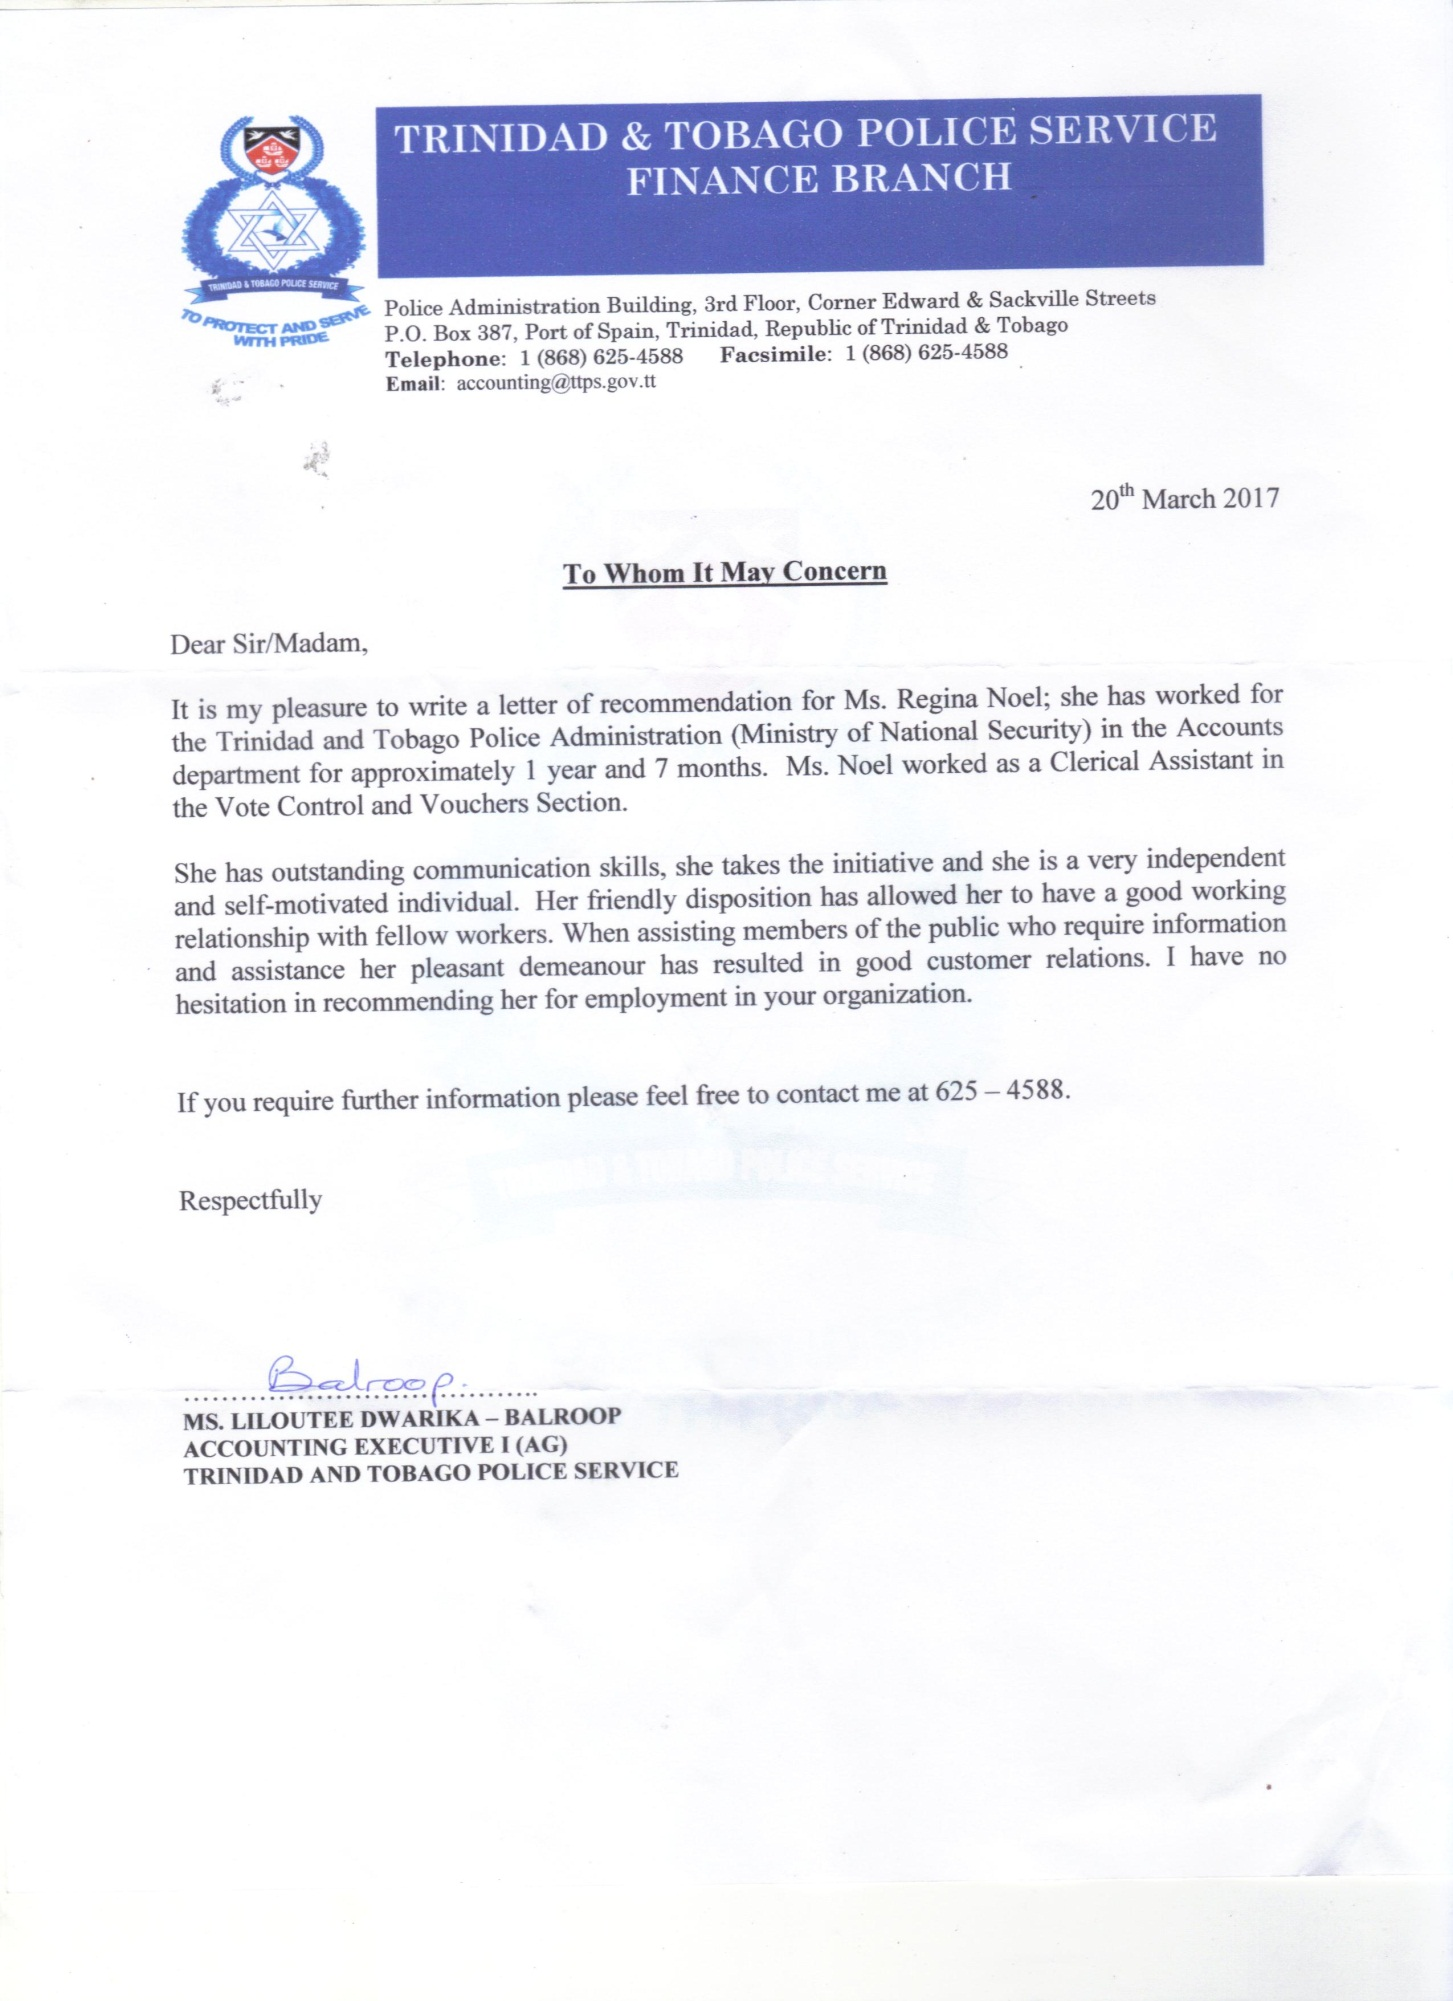 TRINIDAD & TOBAGO POLICE SERVICE
FINANCE BRANCH
TRINIDAD & TOBAGO POLICE SERVICE
TO PROTECT AND SERVE
WITH PRIDE
Police Administration Building, 3rd Floor, Corner Edward & Sackville Streets
P.O. Box 387, Port of Spain, Trinidad, Republic of Trinidad & Tobago
Telephone: 1 (868) 625-4588 Facsimile: 1 (868) 625-4588
Email: accounting@ttps.gov.tt
20th March 2017
To Whom It May Concern
Dear Sir/Madam,
It is my pleasure to write a letter of recommendation for Ms. Regina Noel; she has worked for
the Trinidad and Tobago Police Administration (Ministry of National Security) in the Accounts
department for approximately 1 year and 7 months. Ms. Noel worked as a Clerical Assistant in
the Vote Control and Vouchers Section.
She has outstanding communication skills, she takes the initiative and she is a very independent
and self-motivated individual. Her friendly disposition has allowed her to have a good working
relationship with fellow workers. When assisting members of the public who require information
and assistance her pleasant demeanour has resulted in good customer relations. I have no
hesitation in recommending her for employment in your organization.
If you require further information please feel free to contact me at 625 – 4588.
Respectfully
Balroop.
MS. LILOUTEE DWARIKA – BALROOP
ACCOUNTING EXECUTIVE I (AG)
TRINIDAD AND TOBAGO POLICE SERVICE